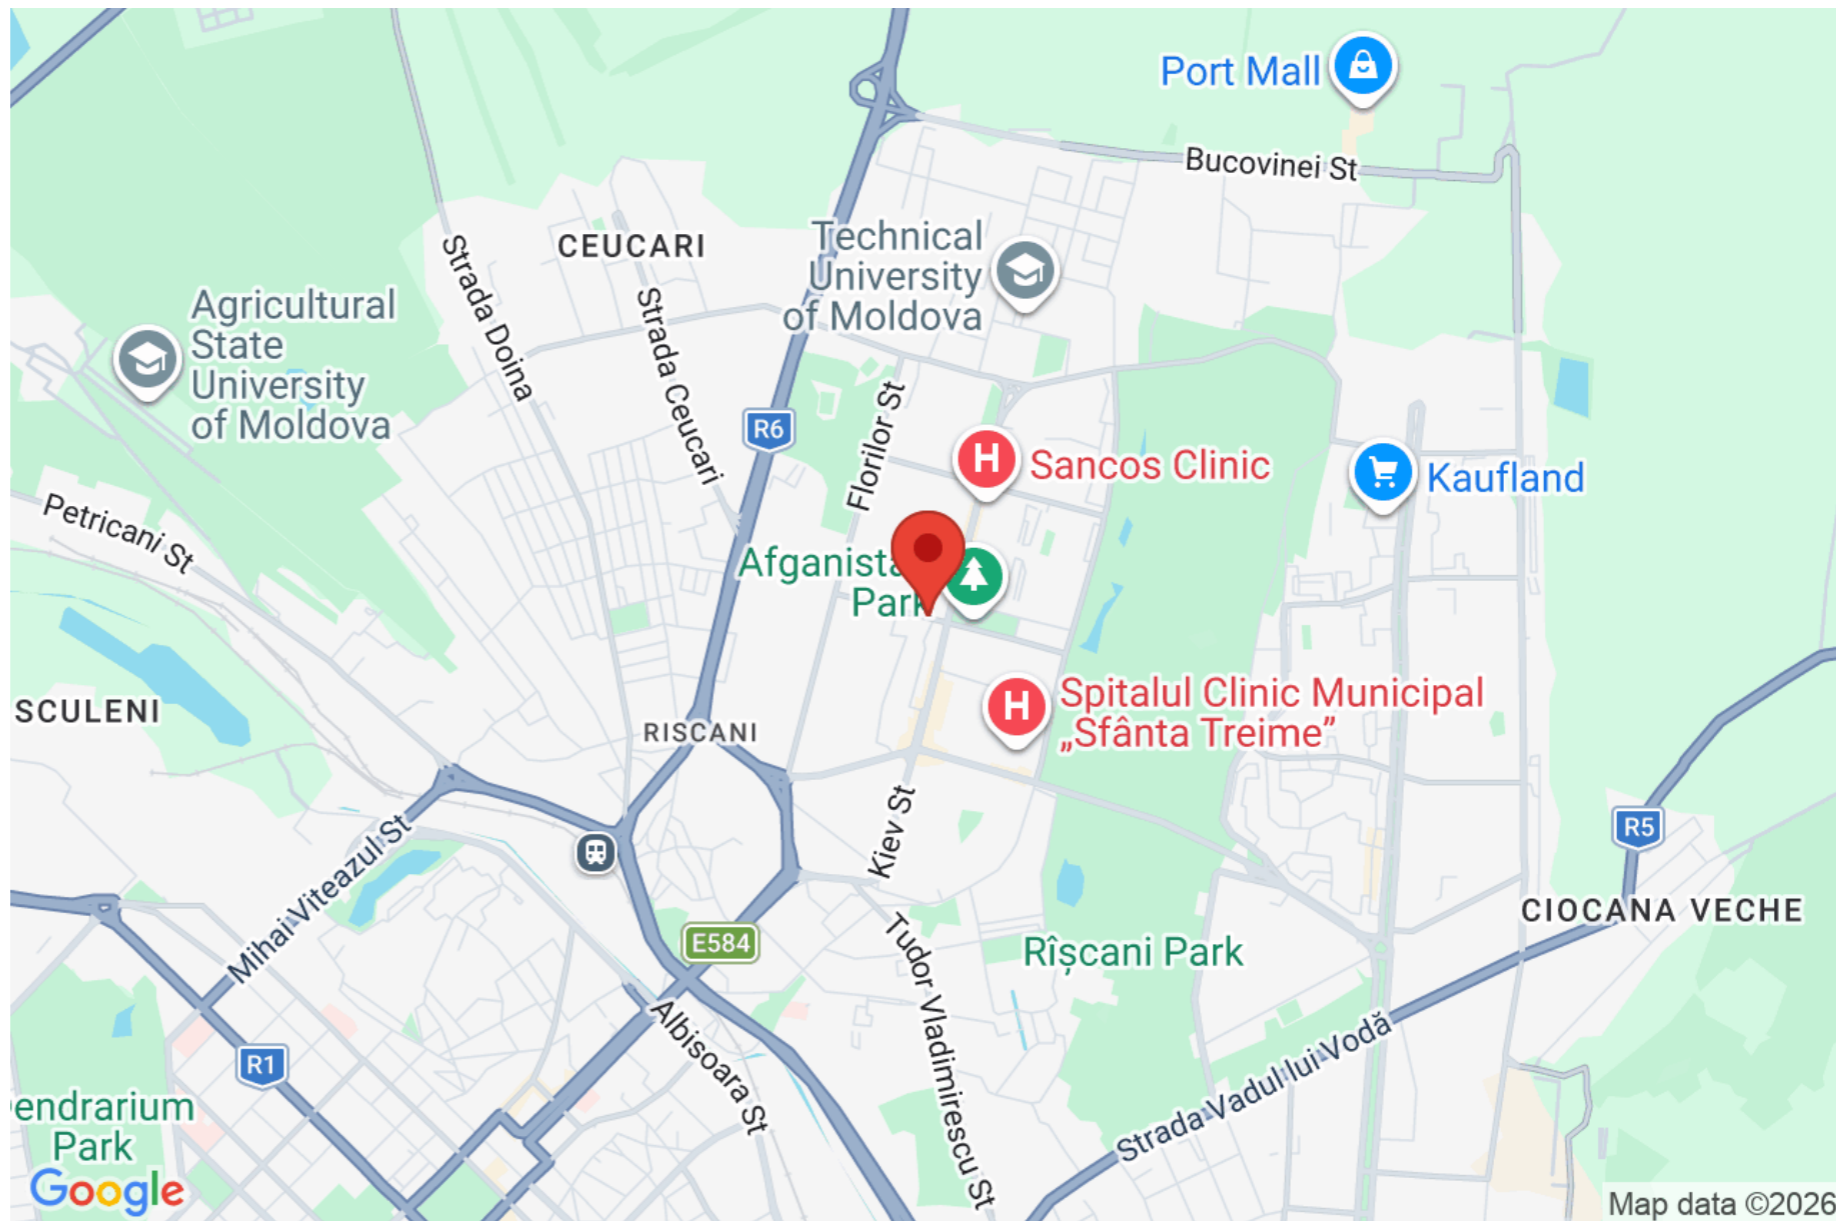 Port Mall
Bucovinei St
CEUCARI
Technical
University
of Moldova
Strada Doina
Strada Ceucari
Agricultural
State
University
of Moldova
Florilor St
R6
Sancos Clinic
Kaufland
Petricani St
Afganista
Park
SCULENI
RISCANI
Spitalul Clinic Municipal
„Sfânta Treime”
Kiev St
R5
Mihai Viteazul St
CIOCANA VECHE
E584
Rîșcani Park
Tudor Vladimirescu St
Albisoara St
Strada Vadul lui Vodă
R1
endrarium
Park
Google
Map data ©2026